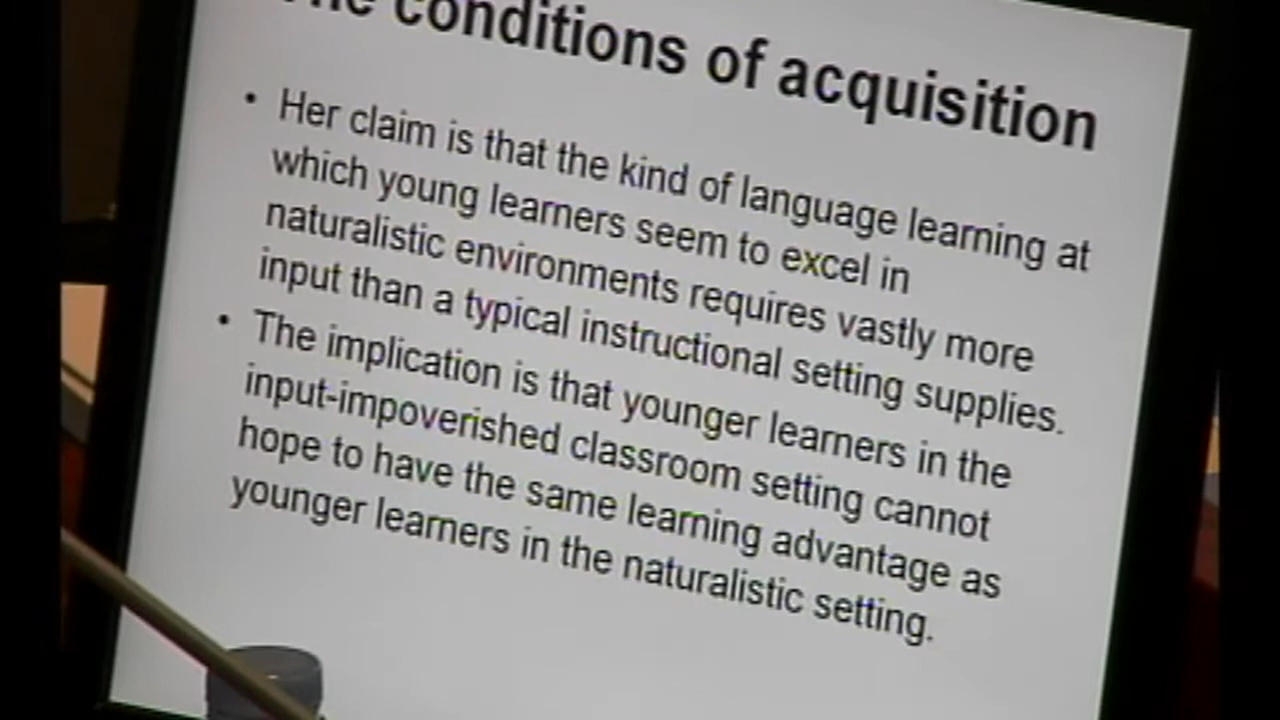 The conditions of acquisition
• Her claim is that the kind of language learning at
which young learners seem to excel in
naturalistic environments requires vastly more
input than a typical instructional setting supplies.
• The implication is that younger learners in the
input-impoverished classroom setting cannot
hope to have the same learning advantage as
younger learners in the naturalistic setting.